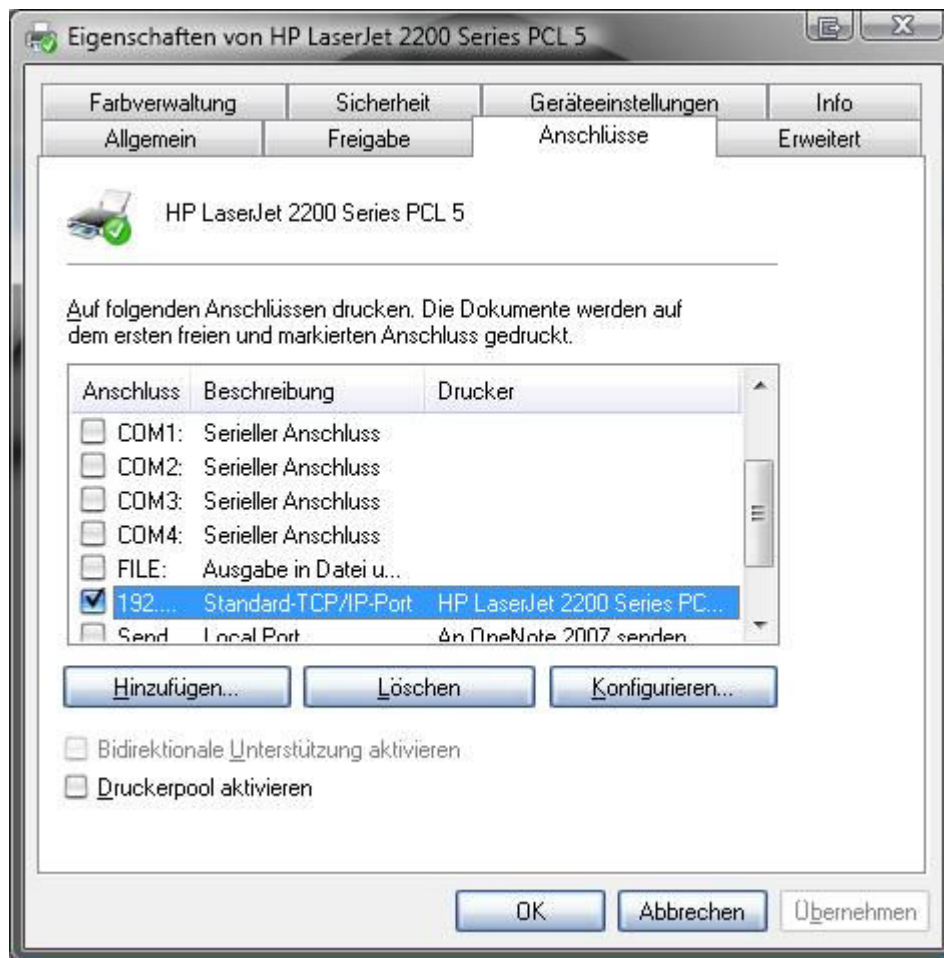 Eigenschaften von HP LaserJet 2200 Series PCL 5
Farbverwaltung Sicherheit Geräteeinstellungen Info
Allgemein Freigabe Anschlüsse Erweitert
HP LaserJet 2200 Series PCL 5
Auf folgenden Anschlüssen drucken. Die Dokumente werden auf
dem ersten freien und markierten Anschluss gedruckt.
Anschluss Beschreibung Drucker
COM1: Serieller Anschluss
COM2: Serieller Anschluss
COM3: Serieller Anschluss
COM4: Serieller Anschluss
FILE: Ausgabe in Datei u...
192.... Standard-TCP/IP-Port HP LaserJet 2200 Series PC...
Send Local Port An OneNote 2007 senden
Hinzufügen... Löschen Konfigurieren...
Bidirektionale Unterstützung aktivieren
Druckerpool aktivieren
OK Abbrechen Übernehmen